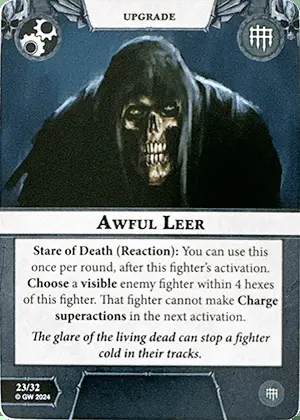 UPGRADE
AWFUL LEER
Stare of Death (Reaction): You can use this
once per round, after this fighter's activation.
Choose a visible enemy fighter within 4 hexes
of this fighter. That fighter cannot make Charge
superactions in the next activation.
The glare of the living dead can stop a fighter
cold in their tracks.
23/32
© GW 2024